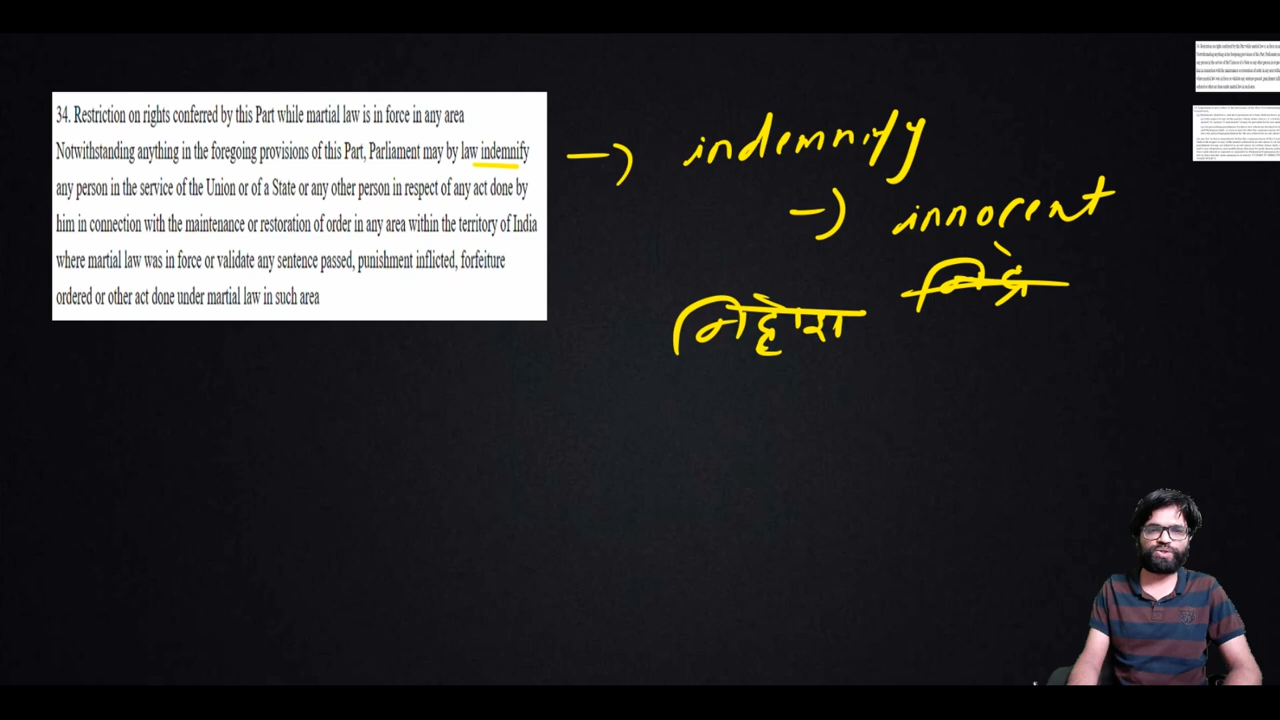 34. Restriction on rights conferred by this Part while martial law is in force in any area
Notwithstanding anything in the foregoing provisions of this Part, Parliament may by law indemnify
any person in the service of the Union or of a State or any other person in respect of any act done by
him in connection with the maintenance or restoration of order in any area within the territory of India
where martial law was in force or validate any sentence passed, punishment inflicted, forfeiture
ordered or other act done under martial law in such area
indemnify
innocent